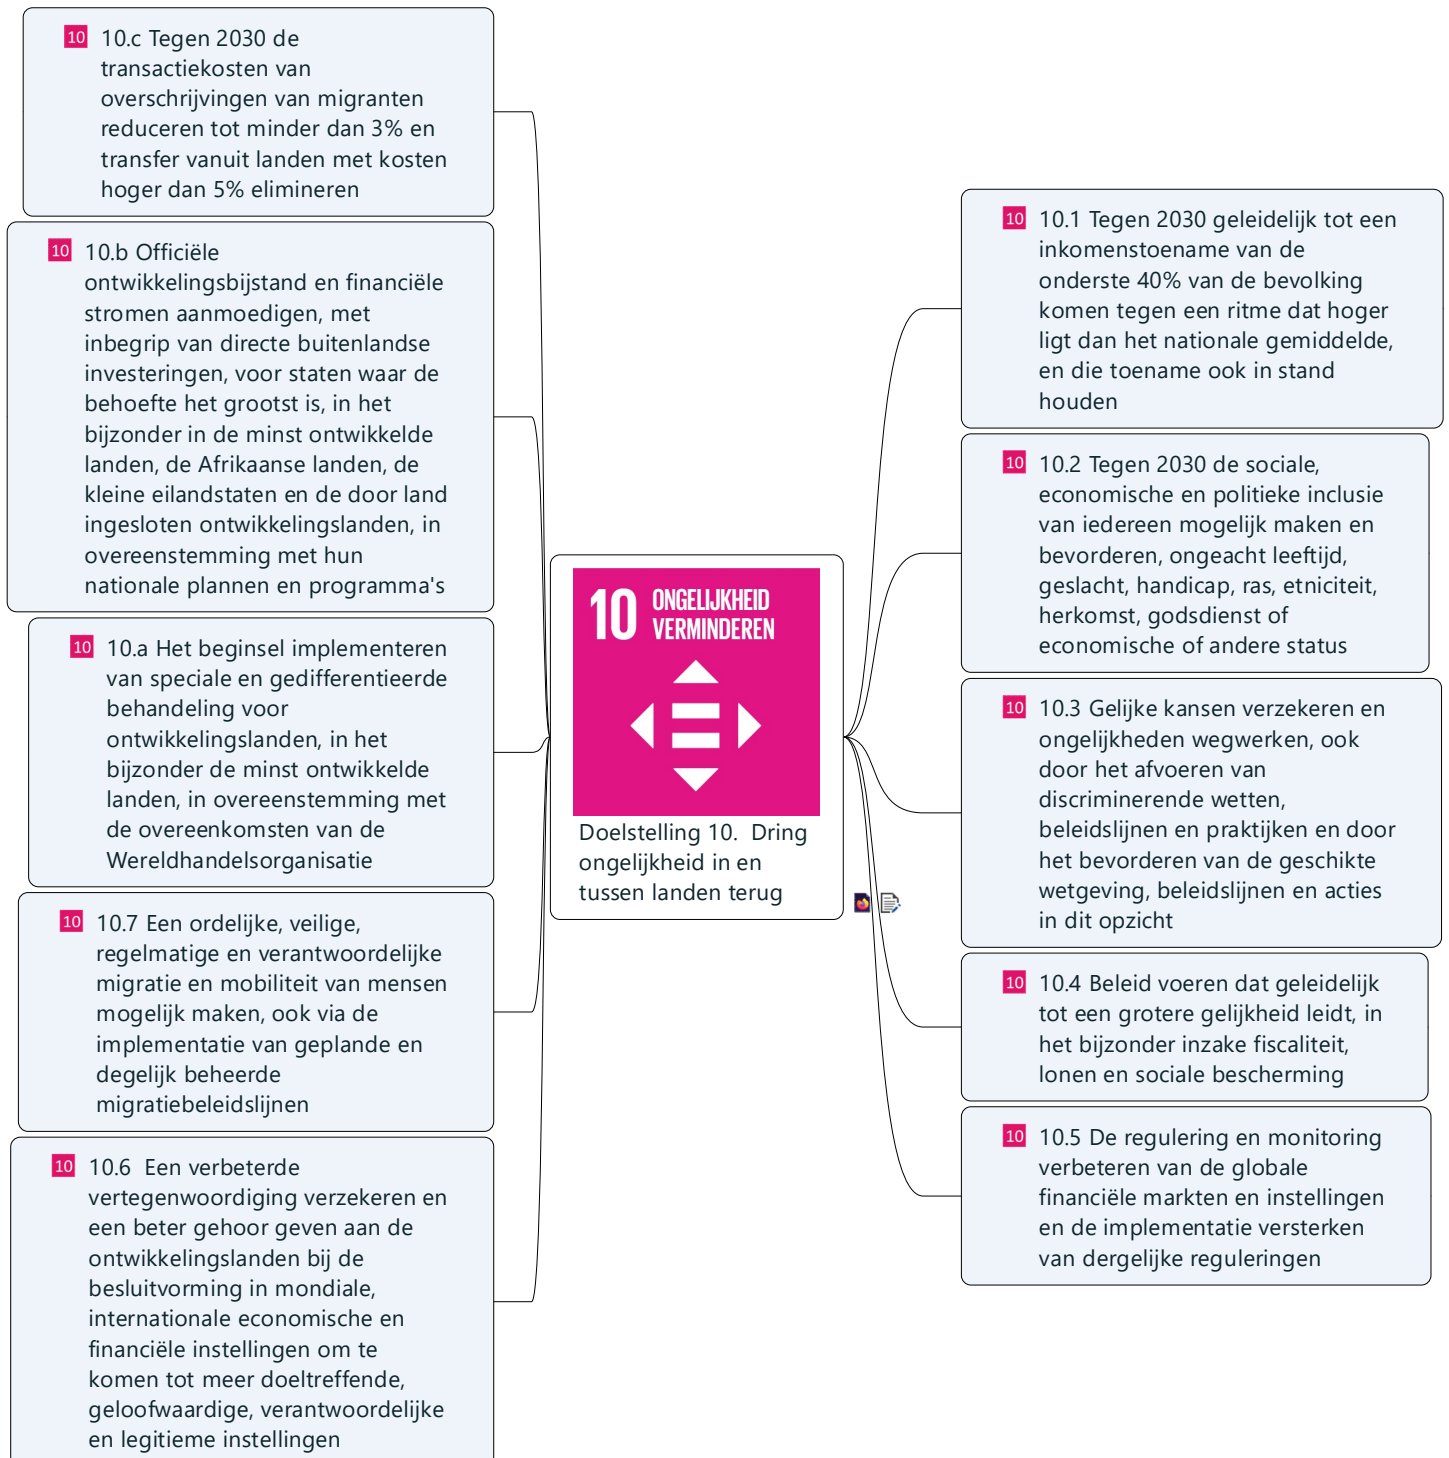 10 10.c Tegen 2030 de
transactiekosten van
overschrijvingen van migranten
reduceren tot minder dan 3% en
transfer vanuit landen met kosten
hoger dan 5% elimineren
10 10.b Officiële
ontwikkelingsbijstand en financiële
stromen aanmoedigen, met
inbegrip van directe buitenlandse
investeringen, voor staten waar de
behoefte het grootst is, in het
bijzonder in de minst ontwikkelde
landen, de Afrikaanse landen, de
kleine eilandstaten en de door land
ingesloten ontwikkelingslanden, in
overeenstemming met hun
nationale plannen en programma's
10 10.a Het beginsel implementeren
van speciale en gedifferentieerde
behandeling voor
ontwikkelingslanden, in het
bijzonder de minst ontwikkelde
landen, in overeenstemming met
de overeenkomsten van de
Wereldhandelsorganisatie
10 10.7 Een ordelijke, veilige,
regelmatige en verantwoordelijke
migratie en mobiliteit van mensen
mogelijk maken, ook via de
implementatie van geplande en
degelijk beheerde
migratiebeleidslijnen
10 10.6  Een verbeterde
vertegenwoordiging verzekeren en
een beter gehoor geven aan de
ontwikkelingslanden bij de
besluitvorming in mondiale,
internationale economische en
financiële instellingen om te
komen tot meer doeltreffende,
geloofwaardige, verantwoordelijke
en legitieme instellingen
10 ONGELIJKHEID
VERMINDEREN
Doelstelling 10.  Dring
ongelijkheid in en
tussen landen terug
10 10.1 Tegen 2030 geleidelijk tot een
inkomenstoename van de
onderste 40% van de bevolking
komen tegen een ritme dat hoger
ligt dan het nationale gemiddelde,
en die toename ook in stand
houden
10 10.2 Tegen 2030 de sociale,
economische en politieke inclusie
van iedereen mogelijk maken en
bevorderen, ongeacht leeftijd,
geslacht, handicap, ras, etniciteit,
herkomst, godsdienst of
economische of andere status
10 10.3 Gelijke kansen verzekeren en
ongelijkheden wegwerken, ook
door het afvoeren van
discriminerende wetten,
beleidslijnen en praktijken en door
het bevorderen van de geschikte
wetgeving, beleidslijnen en acties
in dit opzicht
10 10.4 Beleid voeren dat geleidelijk
tot een grotere gelijkheid leidt, in
het bijzonder inzake fiscaliteit,
lonen en sociale bescherming
10 10.5 De regulering en monitoring
verbeteren van de globale
financiële markten en instellingen
en de implementatie versterken
van dergelijke reguleringen